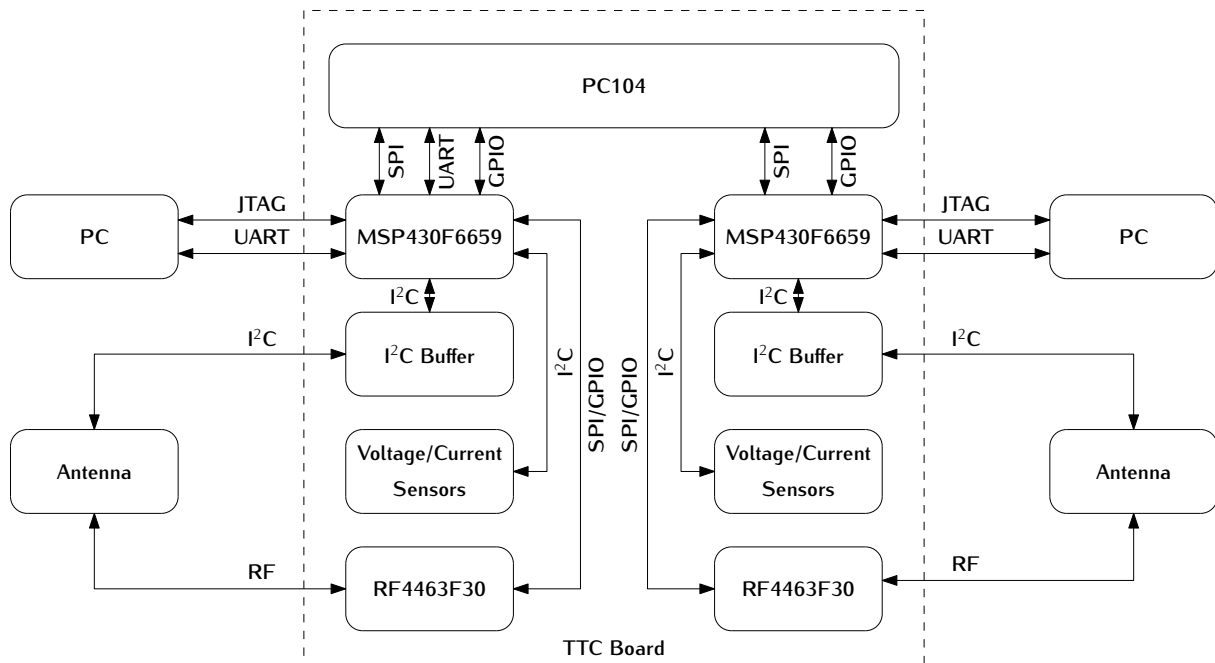 PC104
SPI
UART
GPIO
SPI
GPIO
PC
JTAG
UART
MSP430F6659
MSP430F6659
JTAG
UART
PC
I²C
I²C
I²C
I²C Buffer
I²C
SPI/GPIO
SPI/GPIO
I²C
I²C Buffer
I²C
Antenna
Voltage/Current
Sensors
Voltage/Current
Sensors
Antenna
RF
RF4463F30
RF4463F30
RF
TTC Board